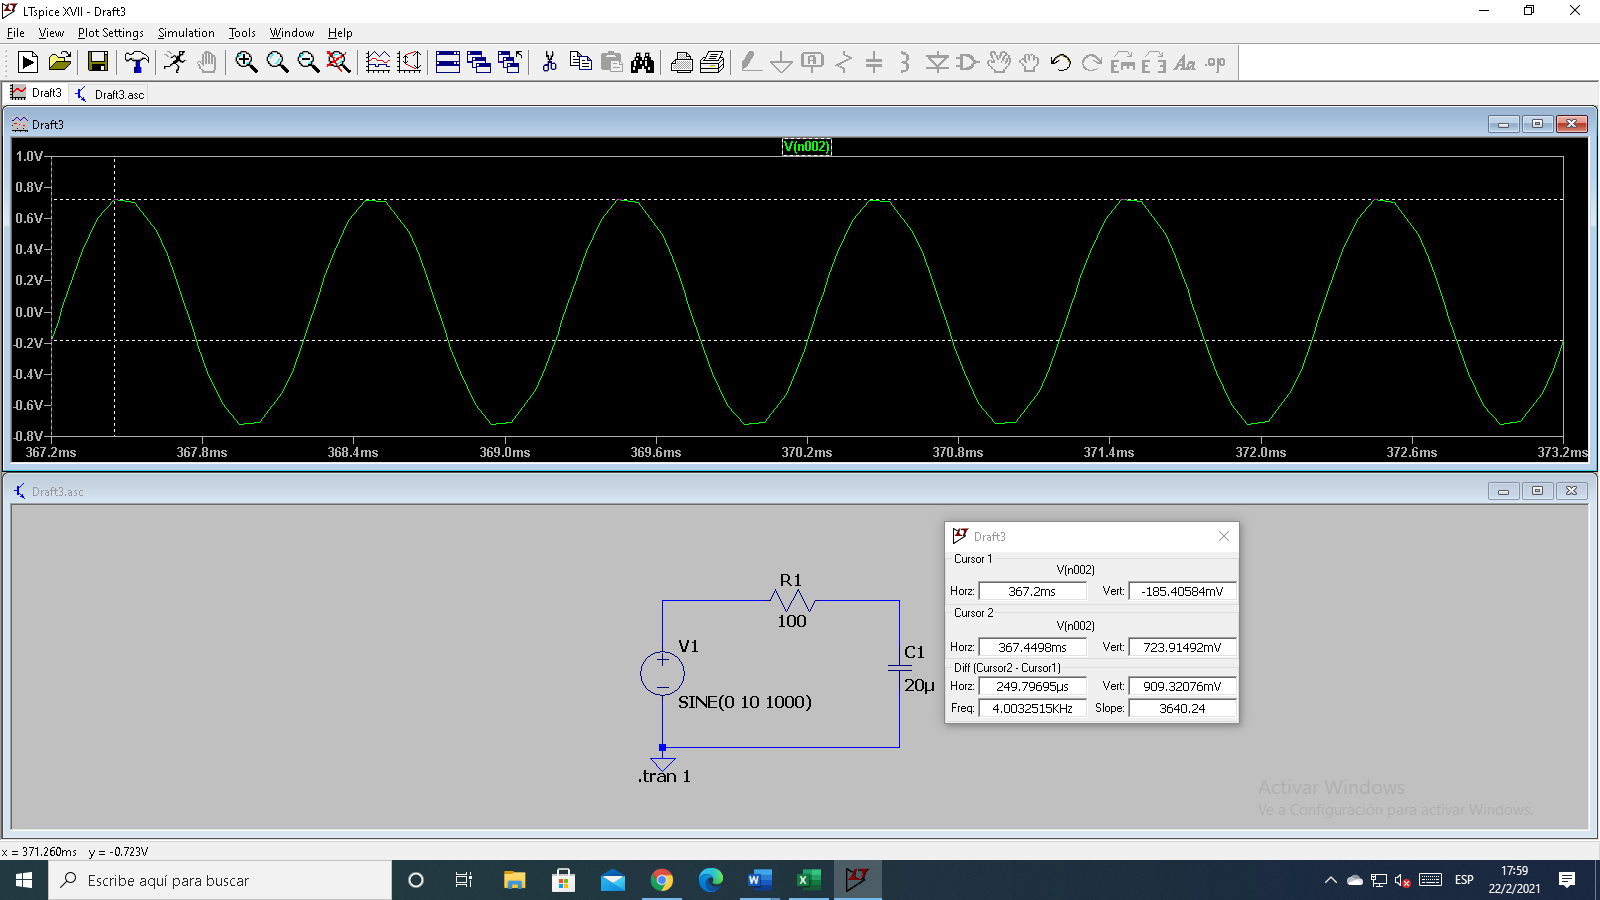 LTspice XVII - Draft3
File View Plot Settings Simulation Tools Window Help
Draft3 Draft3.asc
Draft3
V(n002)
1.0V
0.8V
0.6V
0.4V
0.2V
0.0V
-0.2V
-0.4V
-0.6V
-0.8V
367.2ms 367.8ms 368.4ms 369.0ms 369.6ms 370.2ms 370.8ms 371.4ms 372.0ms 372.6ms 373.2ms
Draft3.asc
R1
100
V1
SINE(0 10 1000)
C1
20µ
.tran 1
Draft3
Cursor 1
V(n002)
Horz: 367.2ms Vert: -185.40584mV
Cursor 2
V(n002)
Horz: 367.4498ms Vert: 723.91492mV
Diff (Cursor2 - Cursor1)
Horz: 249.79695µs Vert: 909.32076mV
Freq: 4.0032515KHz Slope: 3640.24
Activar Windows
Ve a Configuración para activar Windows.
x = 371.260ms y = -0.723V
Escribe aquí para buscar
ESP
17:59
22/2/2021